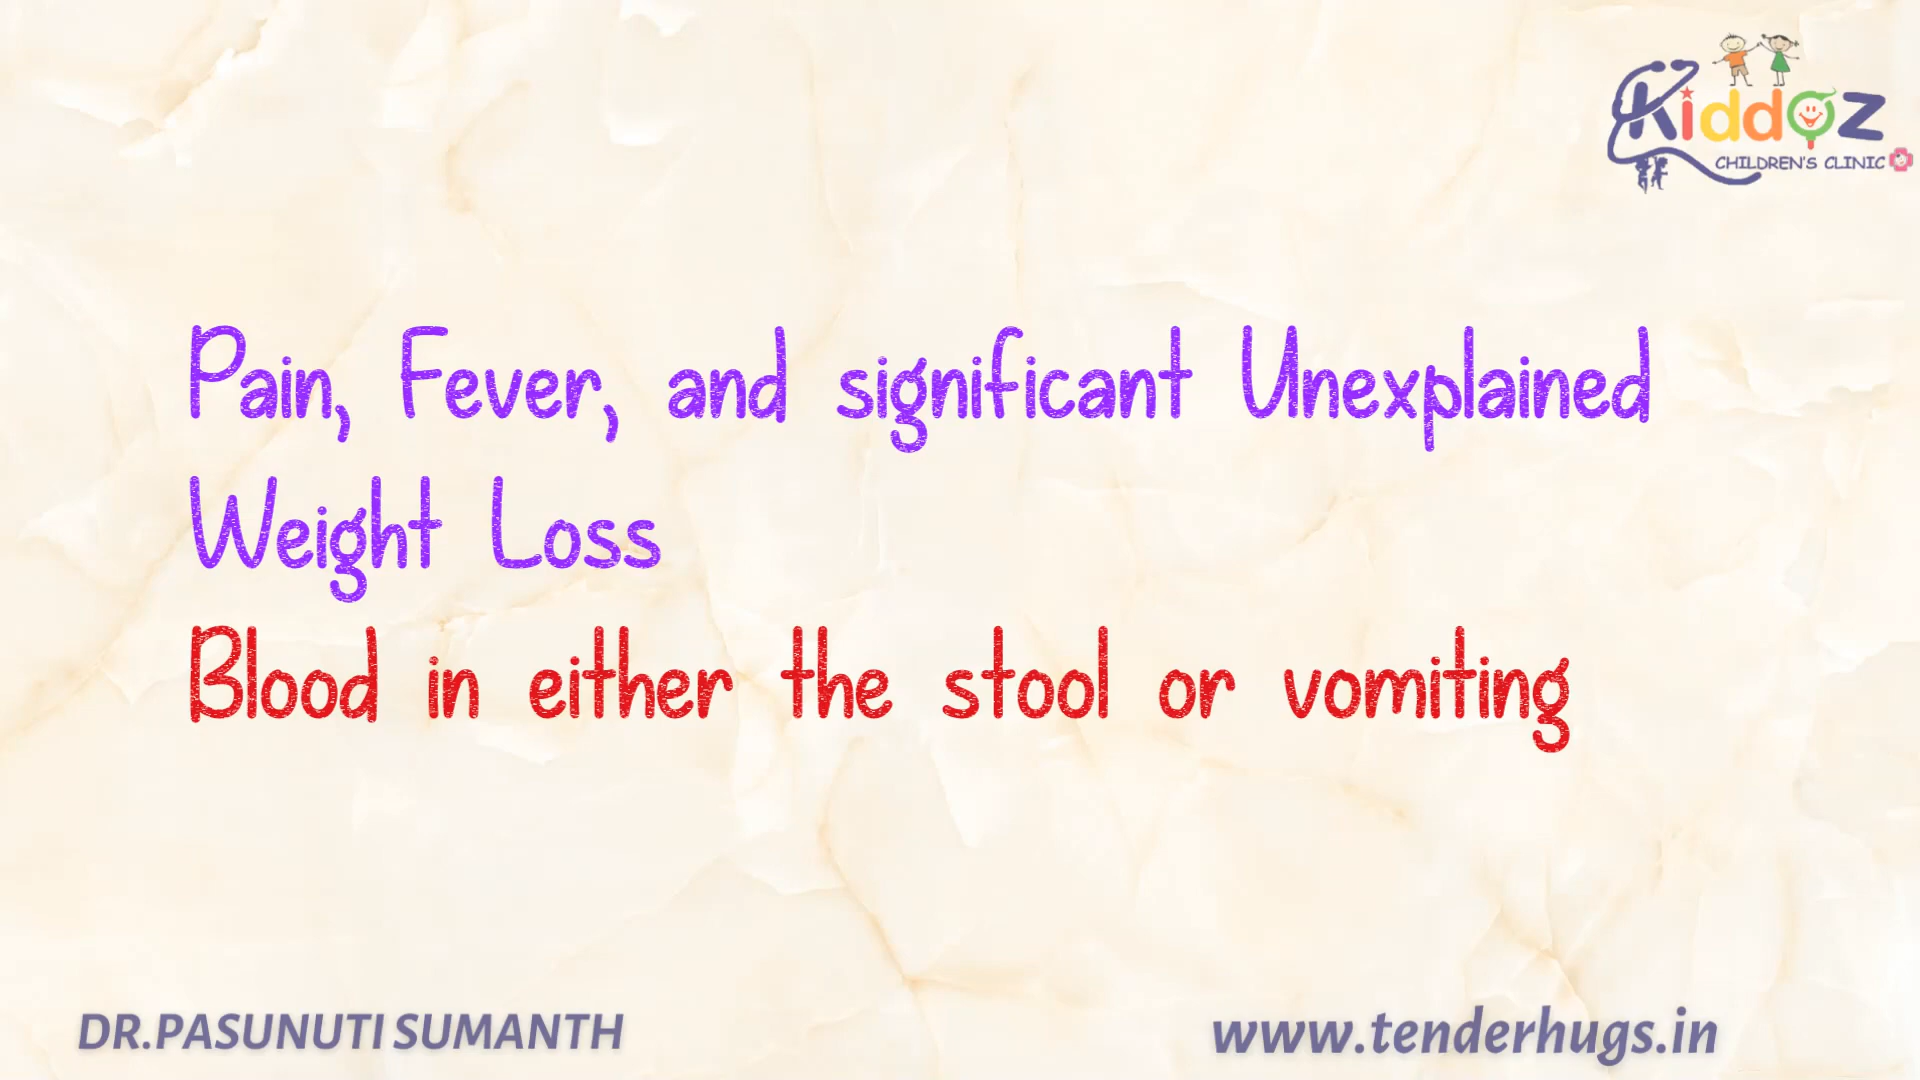 Kiddoz
CHILDREN'S CLINIC
Pain, Fever, and significant Unexplained
Weight Loss
Blood in either the stool or vomiting
DR.PASUNUTI SUMANTH
www.tenderhugs.in